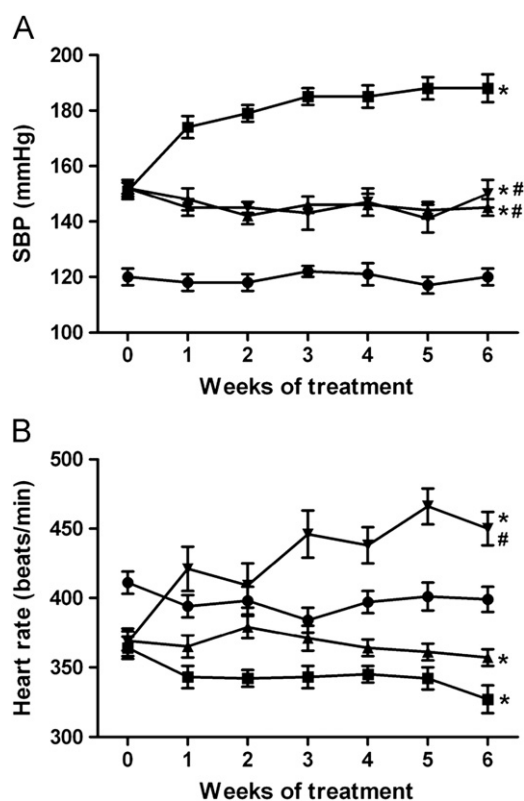 A
SBP (mmHg)
200
180
160
140
120
100
*
*#
*#
0 1 2 3 4 5 6
Weeks of treatment
B
Heart rate (beats/min)
500
450
400
350
300
*
#
*
*
0 1 2 3 4 5 6
Weeks of treatment